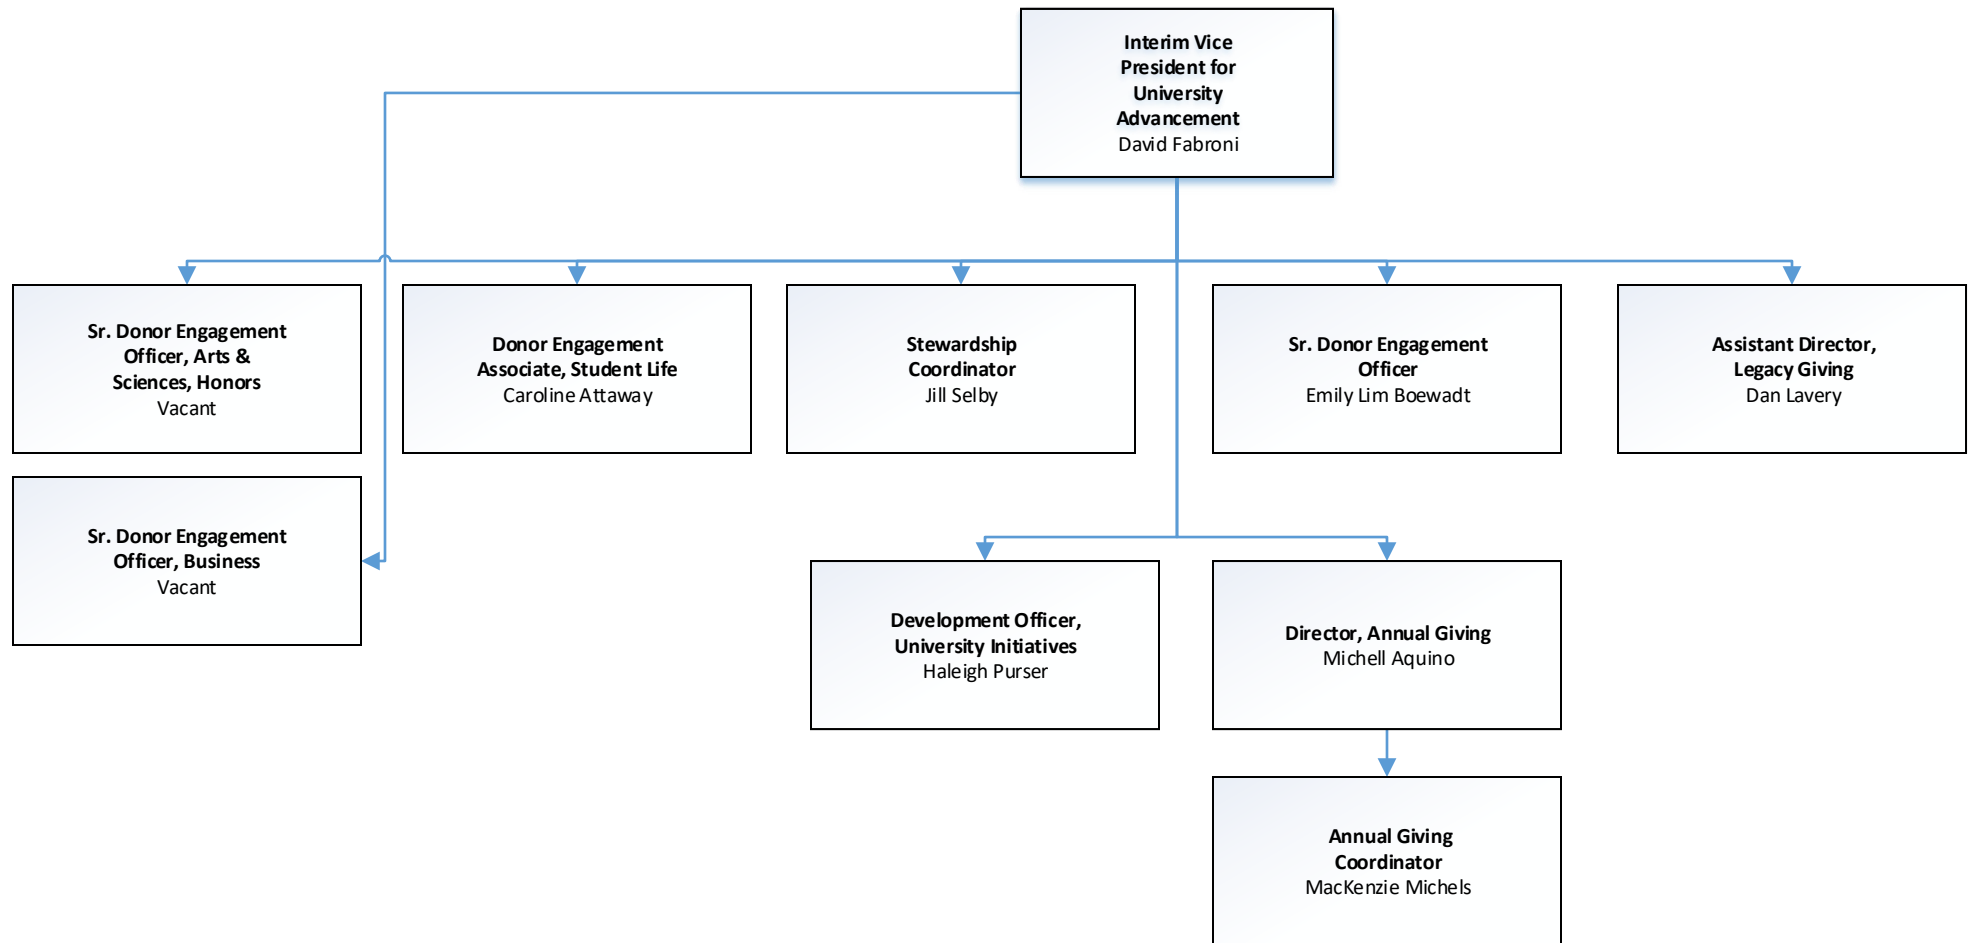 Interim Vice
President for
University
Advancement
David Fabroni
Sr. Donor Engagement
Officer, Arts &
Sciences, Honors
Vacant
Donor Engagement
Associate, Student Life
Caroline Attaway
Stewardship
Coordinator
Jill Selby
Sr. Donor Engagement
Officer
Emily Lim Boewadt
Assistant Director,
Legacy Giving
Dan Lavery
Sr. Donor Engagement
Officer, Business
Vacant
Development Officer,
University Initiatives
Haleigh Purser
Director, Annual Giving
Michell Aquino
Annual Giving
Coordinator
MacKenzie Michels